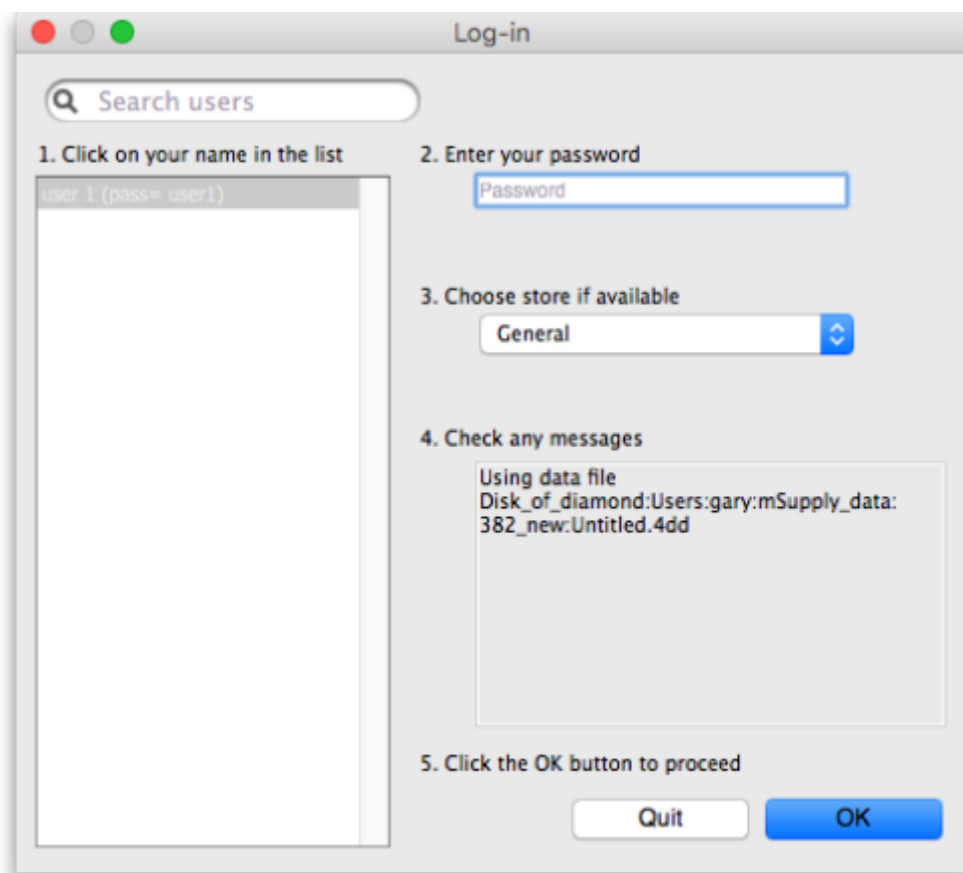 Log-in
Search users
1. Click on your name in the list
user 1 (pass= user1)
2. Enter your password
Password
3. Choose store if available
General
4. Check any messages
Using data file
Disk_of_diamond:Users:gary:mSupply_data:
382_new:Untitled.4dd
5. Click the OK button to proceed
Quit
OK